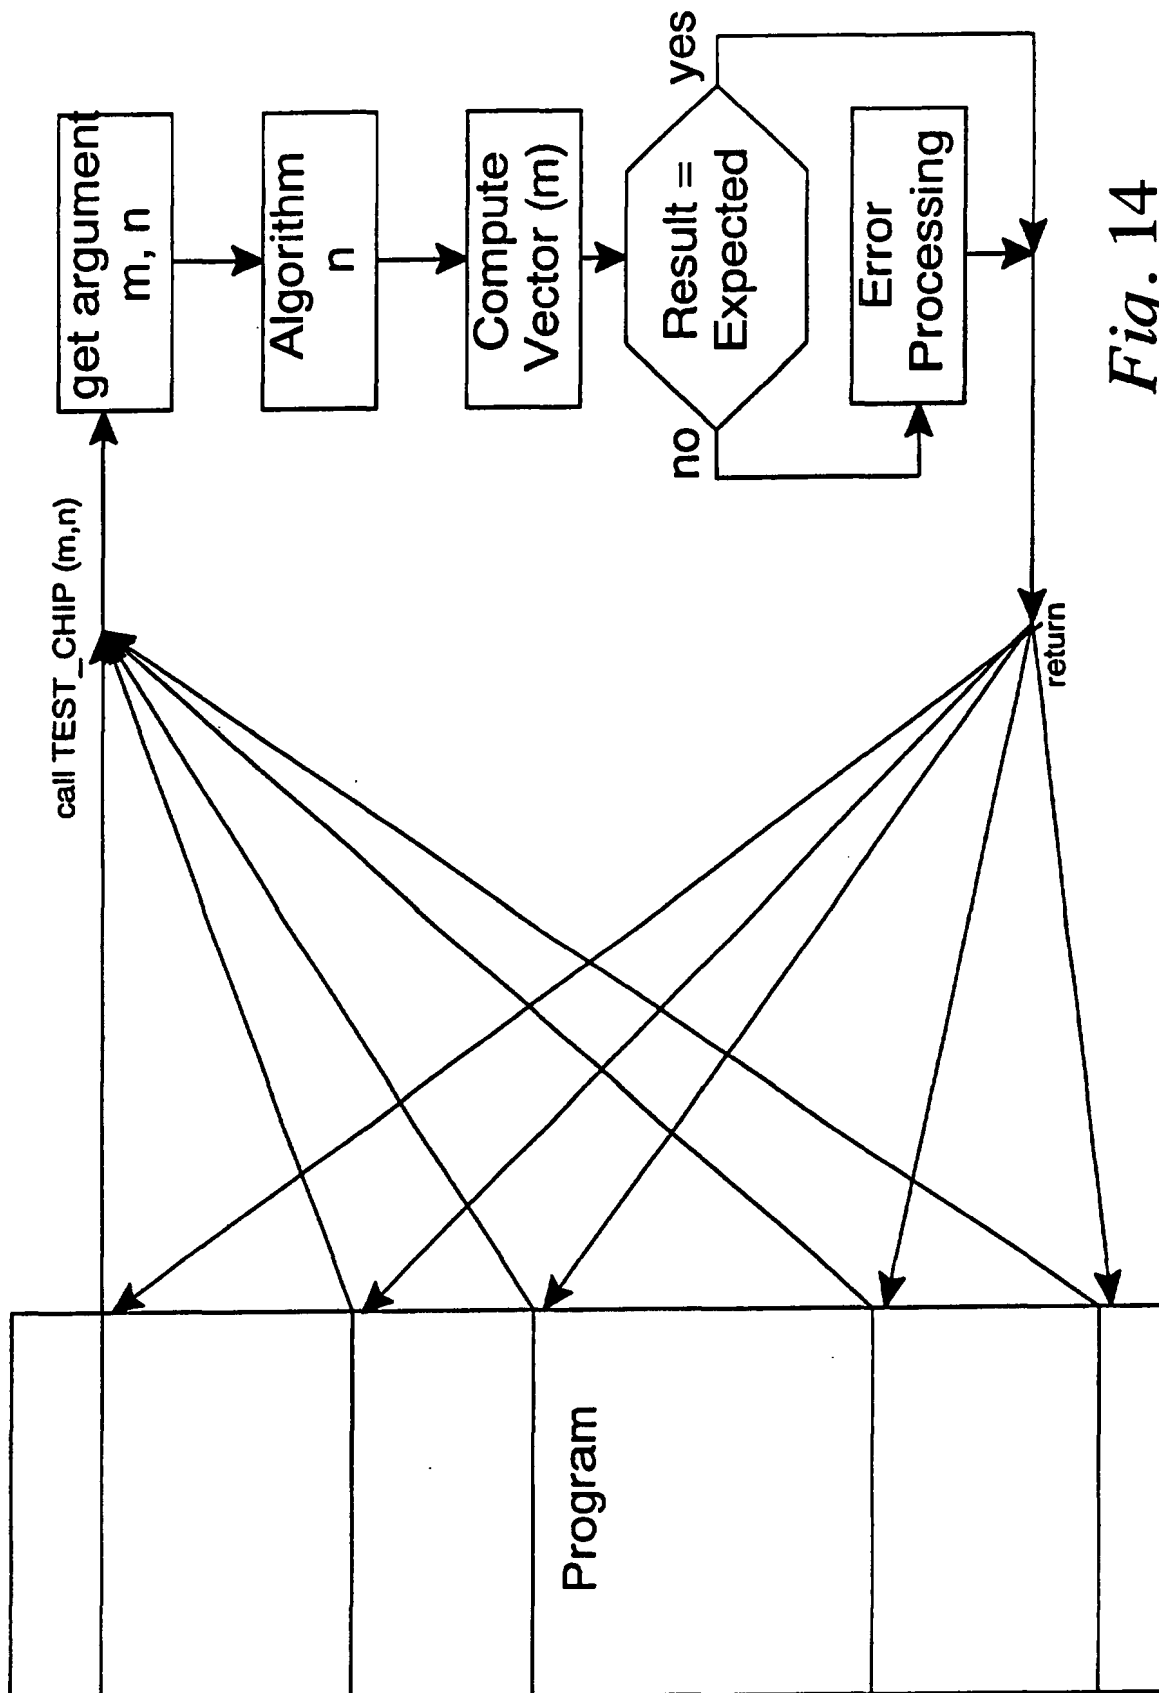 call TEST_CHIP (m,n)
get argument
m, n
Algorithm
n
Compute
Vector (m)
Result =
Expected
yes
no
Error
Processing
return
Program
Fig. 14